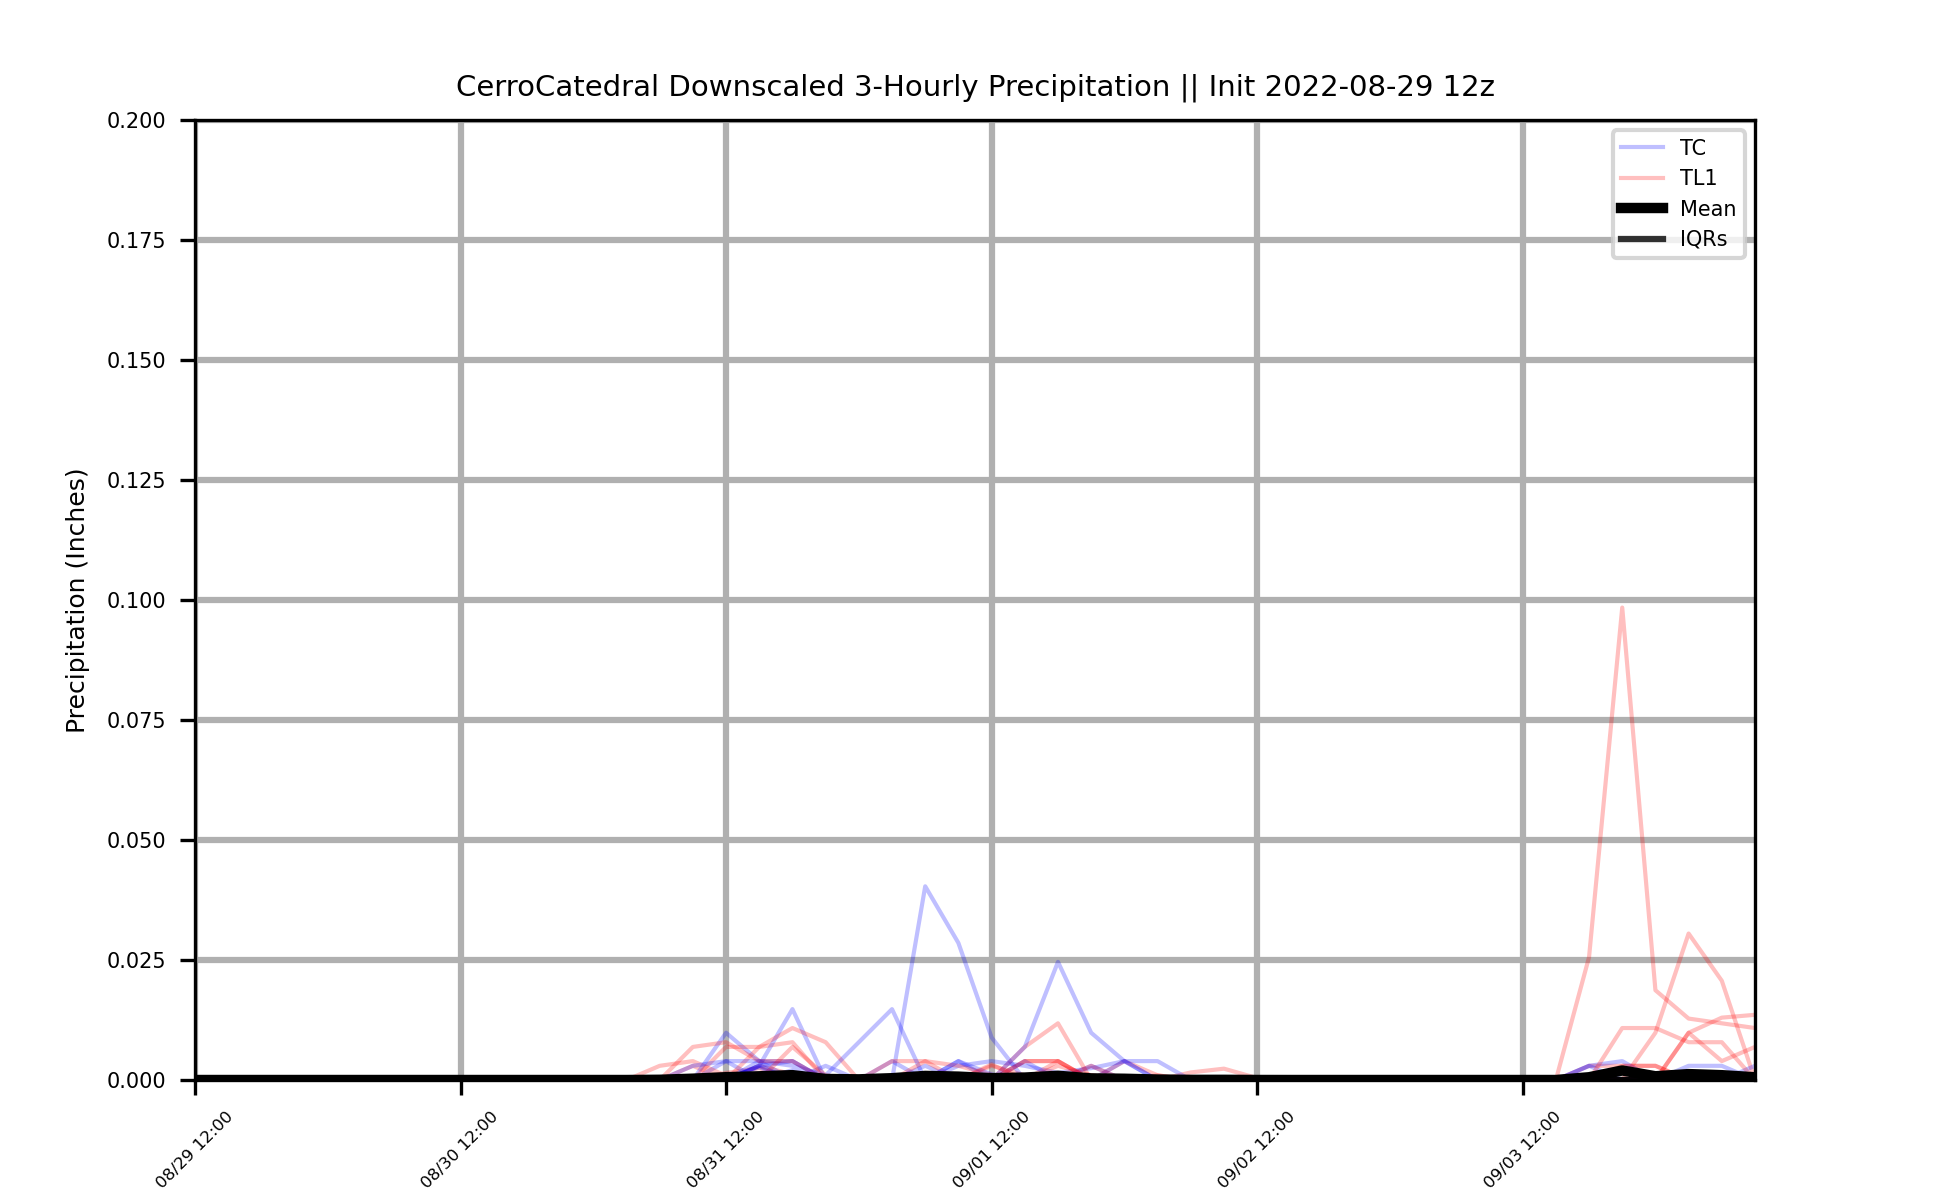 CerroCatedral Downscaled 3-Hourly Precipitation || Init 2022-08-29 12z
0.200
0.175
0.150
0.125
0.100
0.075
0.050
0.025
0.000
Precipitation (Inches)
TC
TL1
Mean
IQRs
08/29 12:00
08/30 12:00
08/31 12:00
09/01 12:00
09/02 12:00
09/03 12:00